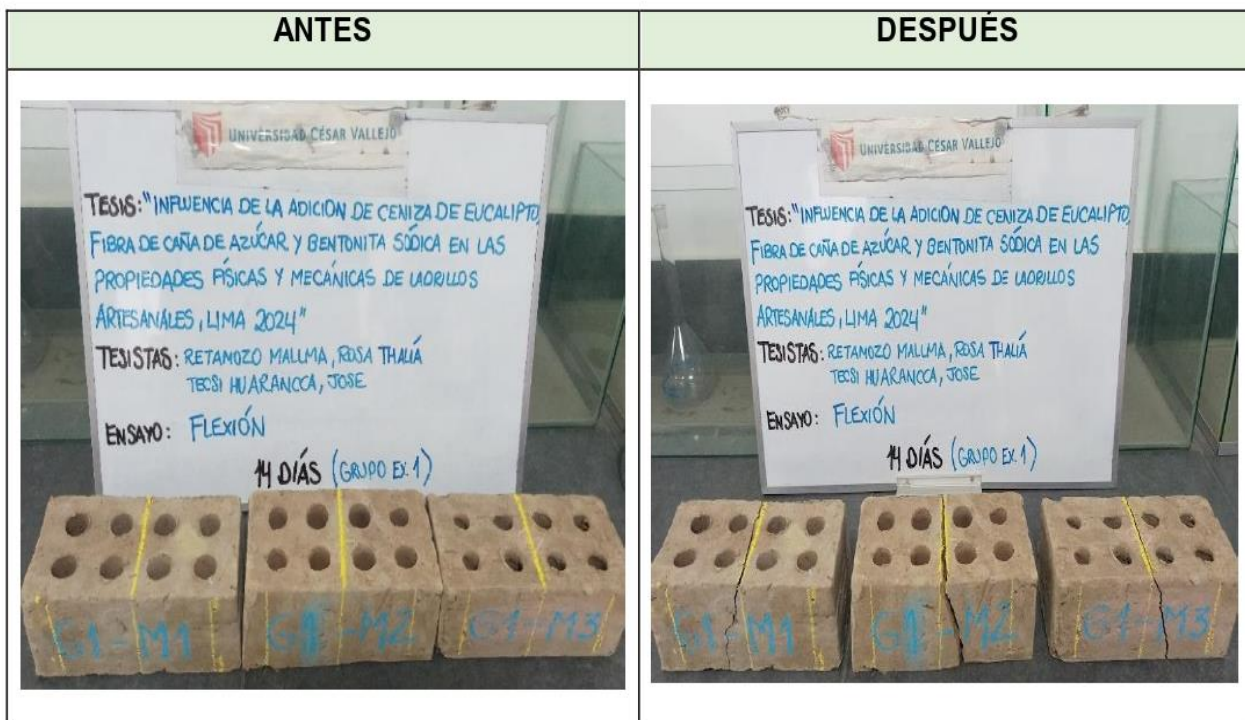 ANTES
DESPUÉS
UNIVERSIDAD CÉSAR VALLEJO
TESIS: "INFLUENCIA DE LA ADICION DE CENIZA DE EUCALIPTO,
FIBRA DE CAÑA DE AZÚCAR Y BENTONITA SÓDICA EN LAS
PROPIEDADES FÍSICAS Y MECÁNICAS DE LADRILLOS
ARTESANALES, LIMA 2024"
TESISTAS: RETAMOZO MALLMA, ROSA THALIÁ
TECSI HUARANCCA, JOSE
ENSAYO: FLEXIÓN
14 DÍAS (GRUPO EX. 1)
G1-M1
G1-M2
G1-M3
UNIVERSIDAD CÉSAR VALLEJO
TESIS: "INFLUENCIA DE LA ADICION DE CENIZA DE EUCALIPTO,
FIBRA DE CAÑA DE AZÚCAR Y BENTONITA SÓDICA EN LAS
PROPIEDADES FÍSICAS Y MECÁNICAS DE LADRILLOS
ARTESANALES, LIMA 2024"
TESISTAS: RETAMOZO MALLMA, ROSA THALIÁ
TECSI HUARANCCA, JOSE
ENSAYO: FLEXIÓN
14 DÍAS (GRUPO EX. 1)
G1-M1
G1-M2
G1-M3